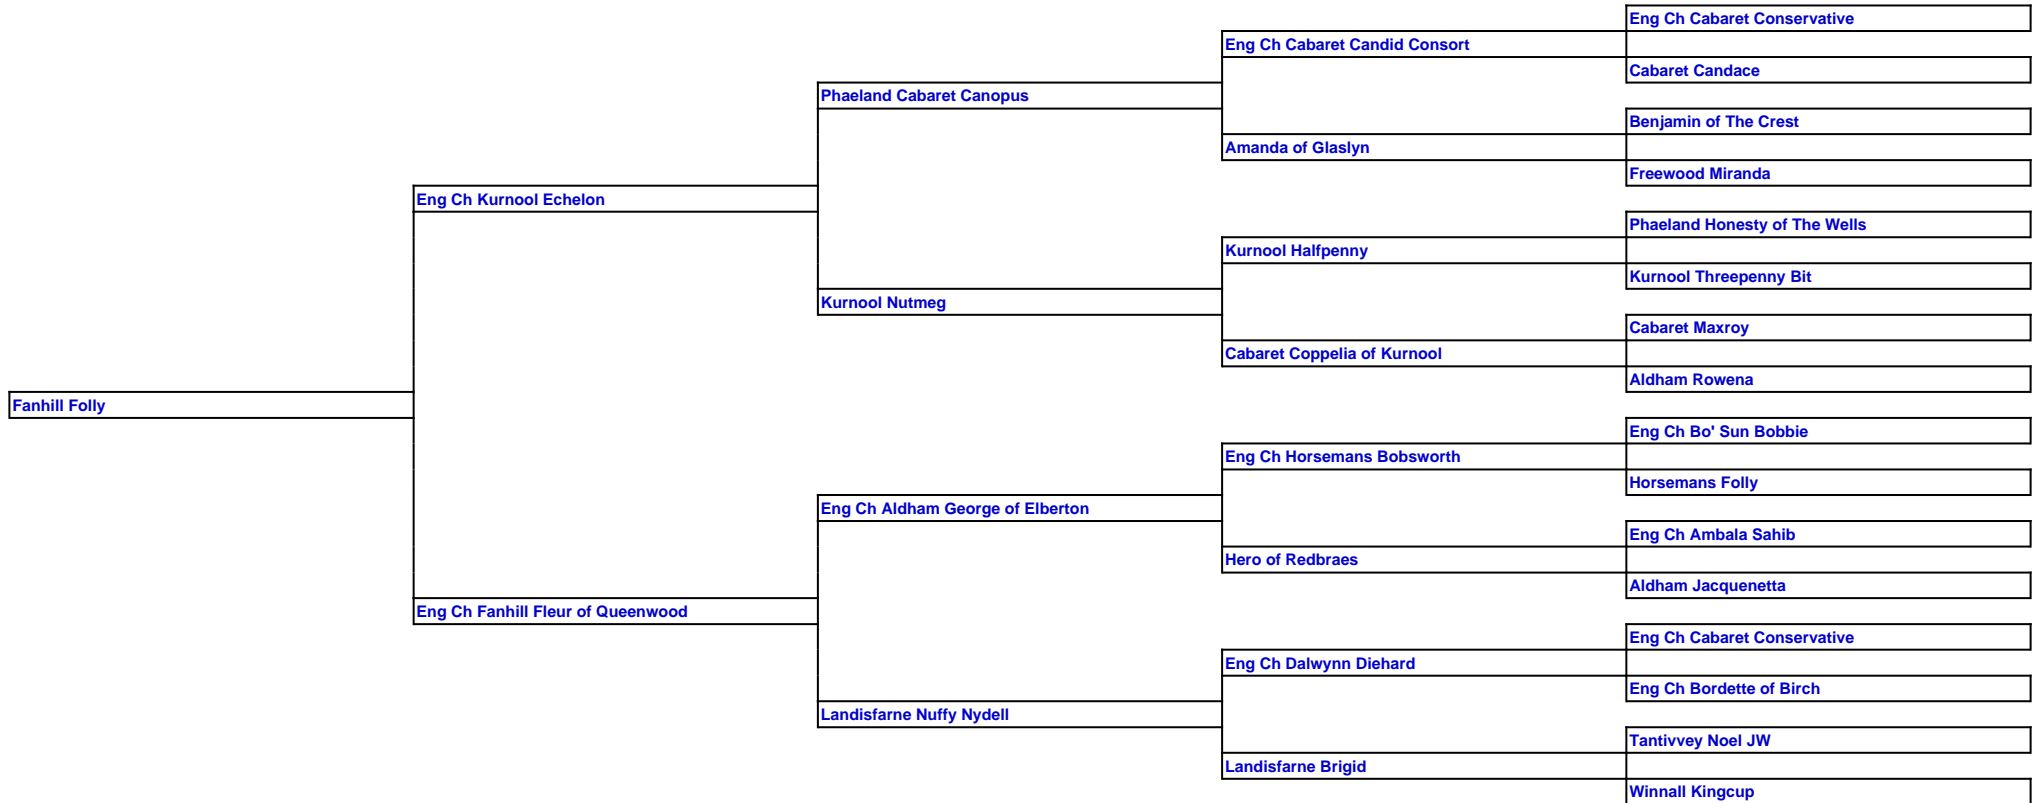 Eng Ch Cabaret Conservative
Eng Ch Cabaret Candid Consort
Cabaret Candace
Phaeland Cabaret Canopus
Benjamin of The Crest
Amanda of Glaslyn
Freewood Miranda
Eng Ch Kurnool Echelon
Phaeland Honesty of The Wells
Kurnool Halfpenny
Kurnool Threepenny Bit
Kurnool Nutmeg
Cabaret Maxroy
Cabaret Coppelia of Kurnool
Aldham Rowena
Fanhill Folly
Eng Ch Bo' Sun Bobbie
Eng Ch Horsemans Bobsworth
Horsemans Folly
Eng Ch Aldham George of Elberton
Eng Ch Ambala Sahib
Hero of Redbraes
Aldham Jacquenetta
Eng Ch Fanhill Fleur of Queenwood
Eng Ch Cabaret Conservative
Eng Ch Dalwynn Diehard
Eng Ch Bordette of Birch
Landisfarne Nuffy Nydell
Tantivvey Noel JW
Landisfarne Brigid
Winnall Kingcup